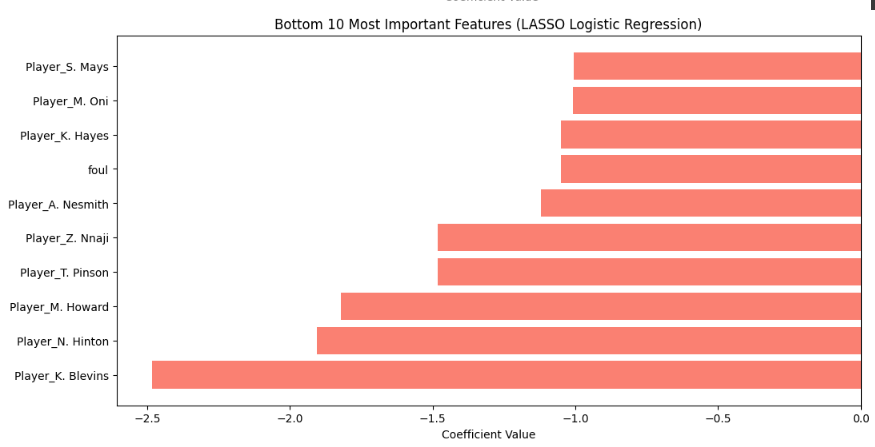 Bottom 10 Most Important Features (LASSO Logistic Regression)
Player_S. Mays
Player_M. Oni
Player_K. Hayes
foul
Player_A. Nesmith
Player_Z. Nnaji
Player_T. Pinson
Player_M. Howard
Player_N. Hinton
Player_K. Blevins
−2.5 −2.0 −1.5 −1.0 −0.5 0.0
Coefficient Value